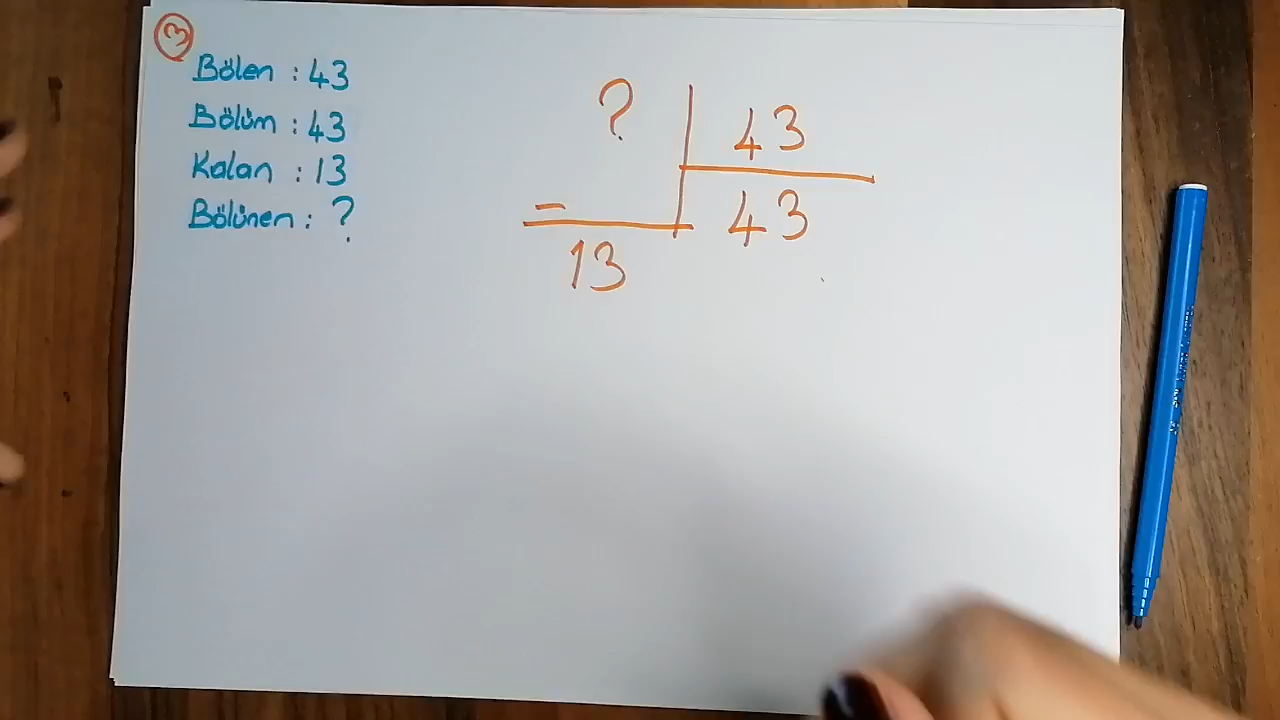 3
Bölen : 43
Bölüm : 43
Kalan : 13
Bölünen : ?
? 43
- 43
13